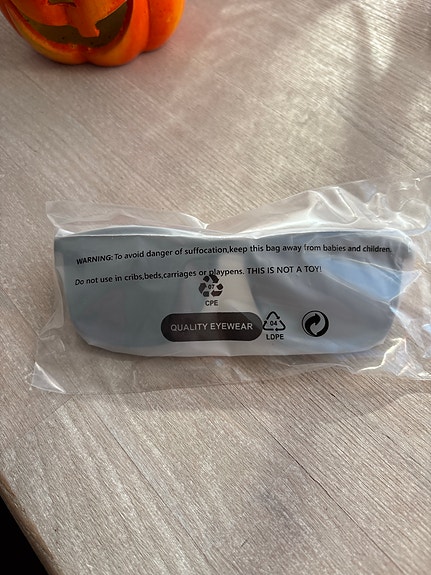 WARNING: To avoid danger of suffocation,keep this bag away from babies and children.
Do not use in cribs,beds,carriages or playpens. THIS IS NOT A TOY!
07
CPE
QUALITY EYEWEAR
04
LDPE